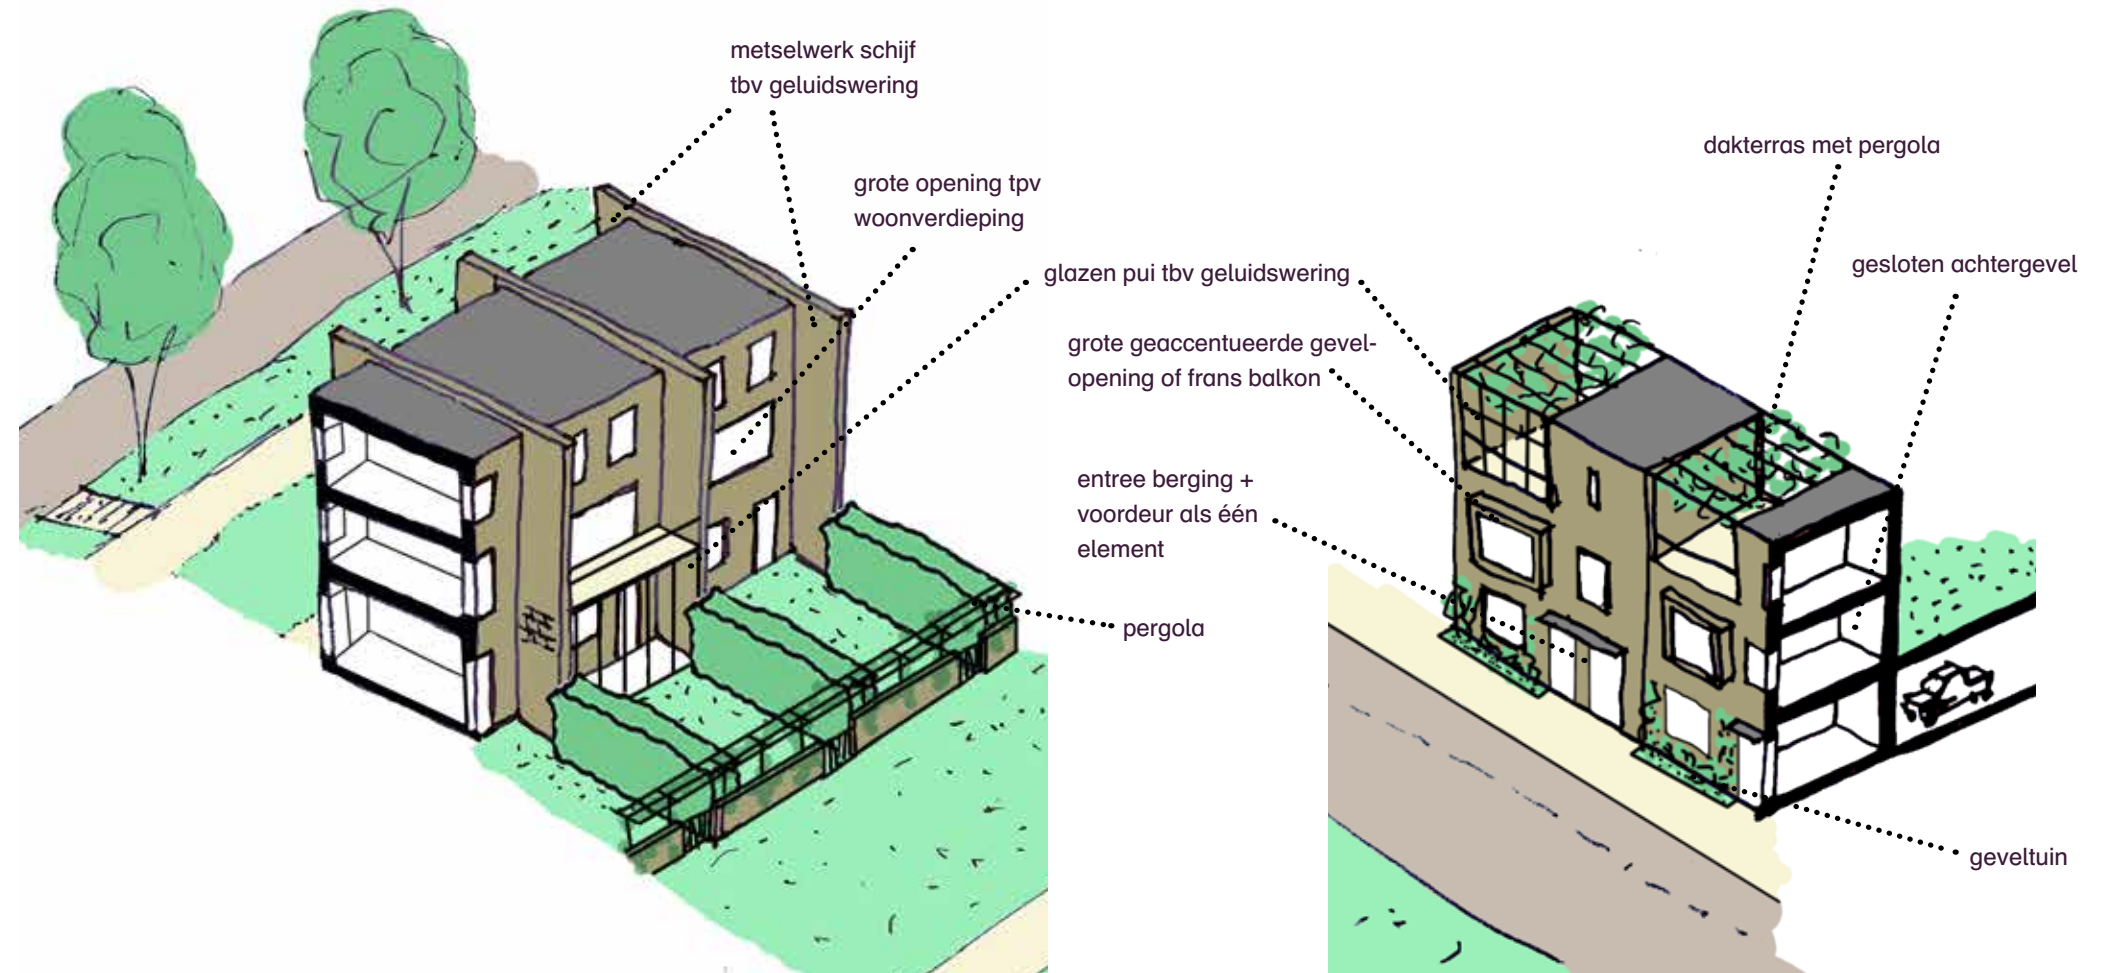 metselwerk schijf
tbv geluidswering
grote opening tpv
woonverdieping
glazen pui tbv geluidswering
grote geaccentueerde gevel-
opening of frans balkon
entree berging +
voordeur als één
element
pergola
dakterras met pergola
gesloten achtergevel
geveltuin